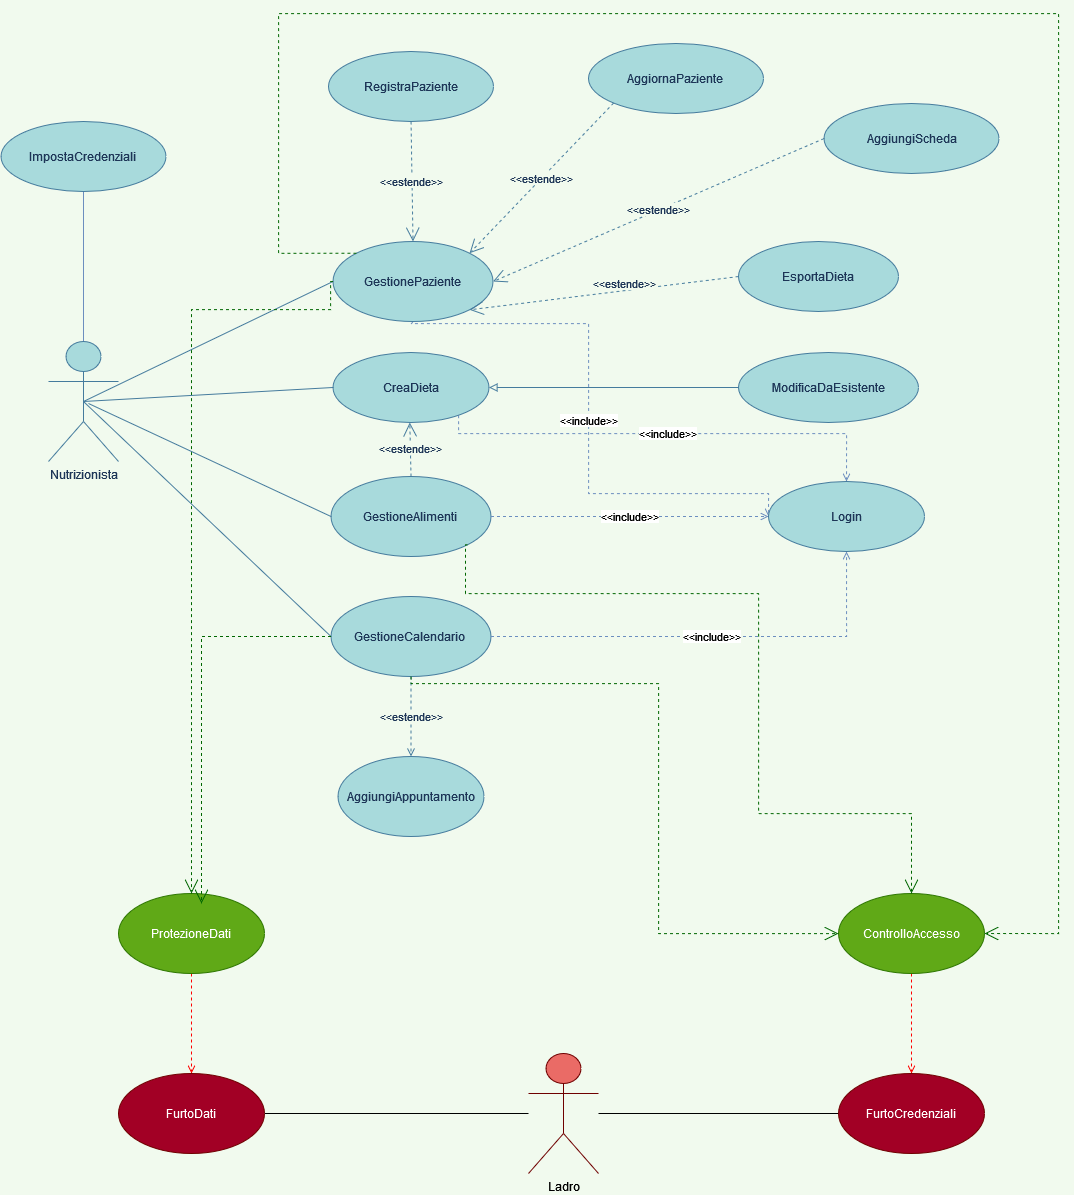 RegistraPaziente
AggiornaPaziente
AggiungiScheda
ImpostaCredenziali
<<estende>>
<<estende>>
<<estende>>
GestionePaziente
EsportaDieta
<<estende>>
CreaDieta
ModificaDaEsistente
<<include>>
<<include>>
<<estende>>
Nutrizionista
GestioneAlimenti
<<include>>
Login
GestioneCalendario
<<include>>
<<estende>>
AggiungiAppuntamento
ProtezioneDati
ControlloAccesso
FurtoDati
FurtoCredenziali
Ladro